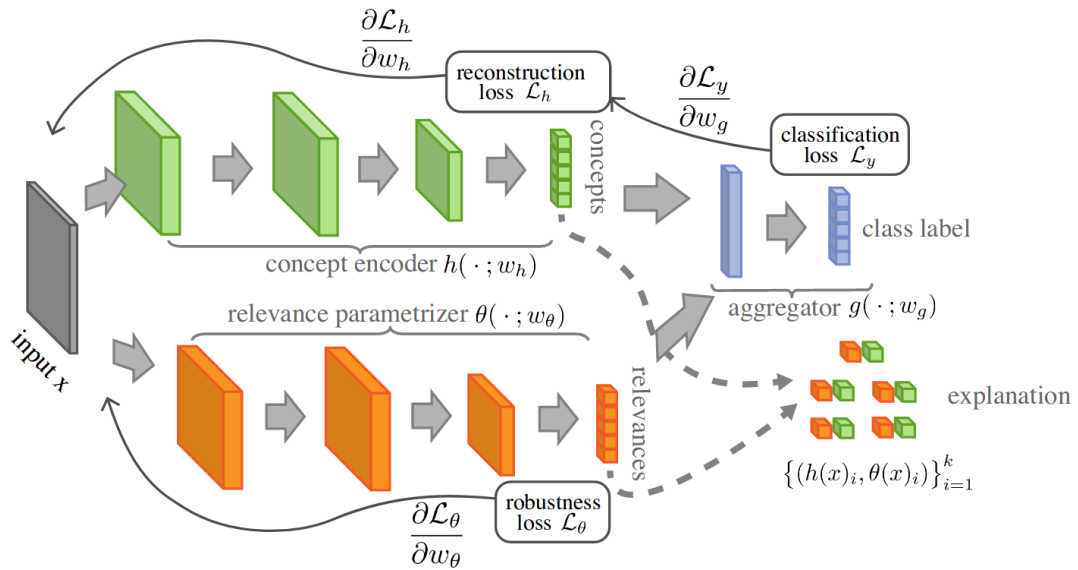 ∂ℒ_h
∂w_h
reconstruction
loss ℒ_h
∂ℒ_y
∂w_g
classification
loss ℒ_y
concepts
class label
concept encoder h( · ; w_h)
aggregator g( · ; w_g)
relevance parametrizer θ( · ; w_θ)
input x
relevances
explanation
{(h(x)_i, θ(x)_i)}_{i=1}^k
robustness
loss ℒ_θ
∂ℒ_θ
∂w_θ